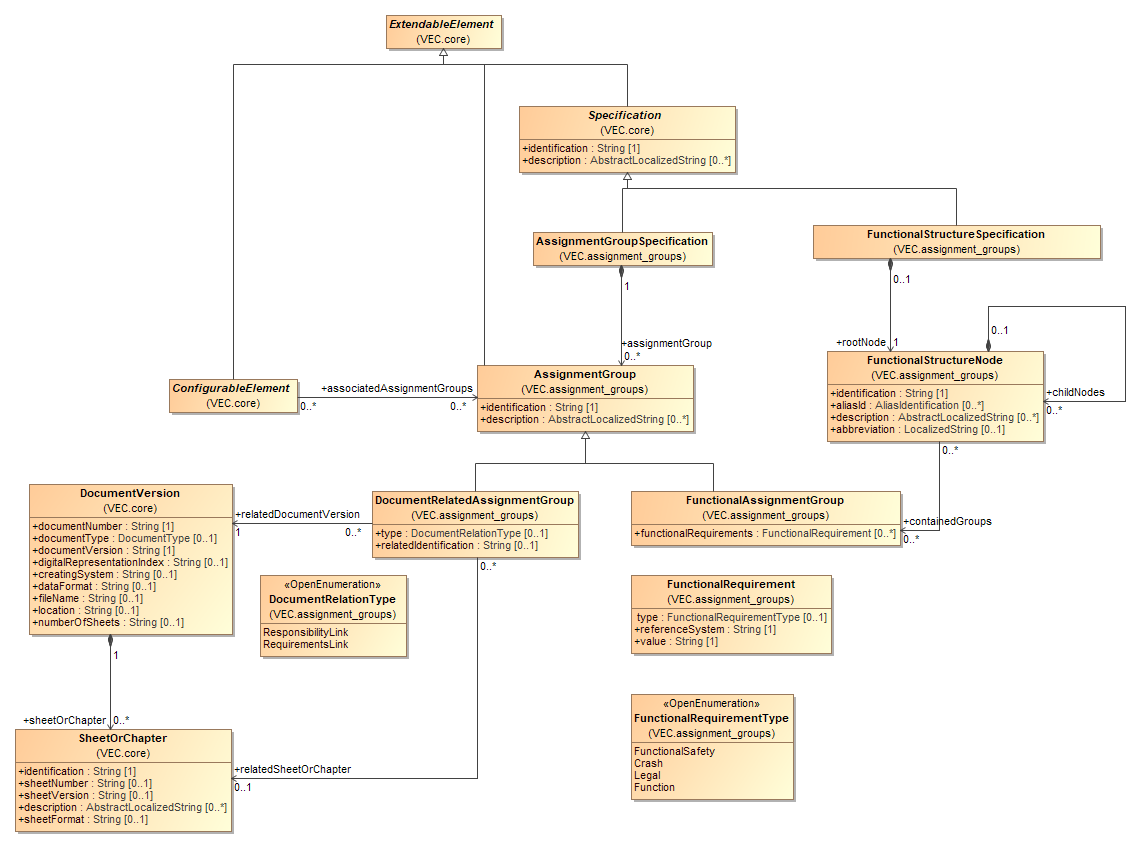 ExtendableElement
(VEC.core)
Specification
(VEC.core)
+identification : String [1]
+description : AbstractLocalizedString [0..*]
AssignmentGroupSpecification
(VEC.assignment_groups)
FunctionalStructureSpecification
(VEC.assignment_groups)
1
0..1
+assignmentGroup
0..*
+rootNode
1
0..1
ConfigurableElement
(VEC.core)
+associatedAssignmentGroups
0..*
0..*
AssignmentGroup
(VEC.assignment_groups)
+identification : String [1]
+description : AbstractLocalizedString [0..*]
FunctionalStructureNode
(VEC.assignment_groups)
+identification : String [1]
+aliasId : AliasIdentification [0..*]
+description : AbstractLocalizedString [0..*]
+abbreviation : LocalizedString [0..1]
+childNodes
0..*
0..*
+containedGroups
0..*
DocumentVersion
(VEC.core)
+documentNumber : String [1]
+documentType : DocumentType [0..1]
+documentVersion : String [1]
+digitalRepresentationIndex : String [0..1]
+creatingSystem : String [0..1]
+dataFormat : String [0..1]
+fileName : String [0..1]
+location : String [0..1]
+numberOfSheets : String [0..1]
+relatedDocumentVersion
1
0..*
DocumentRelatedAssignmentGroup
(VEC.assignment_groups)
+type : DocumentRelationType [0..1]
+relatedIdentification : String [0..1]
0..*
FunctionalAssignmentGroup
(VEC.assignment_groups)
+functionalRequirements : FunctionalRequirement [0..*]
«OpenEnumeration»
DocumentRelationType
(VEC.assignment_groups)
ResponsibilityLink
RequirementsLink
FunctionalRequirement
(VEC.assignment_groups)
type : FunctionalRequirementType [0..1]
+referenceSystem : String [1]
+value : String [1]
1
+sheetOrChapter
0..*
SheetOrChapter
(VEC.core)
+identification : String [1]
+sheetNumber : String [0..1]
+sheetVersion : String [0..1]
+description : AbstractLocalizedString [0..*]
+sheetFormat : String [0..1]
+relatedSheetOrChapter
0..1
«OpenEnumeration»
FunctionalRequirementType
(VEC.assignment_groups)
FunctionalSafety
Crash
Legal
Function